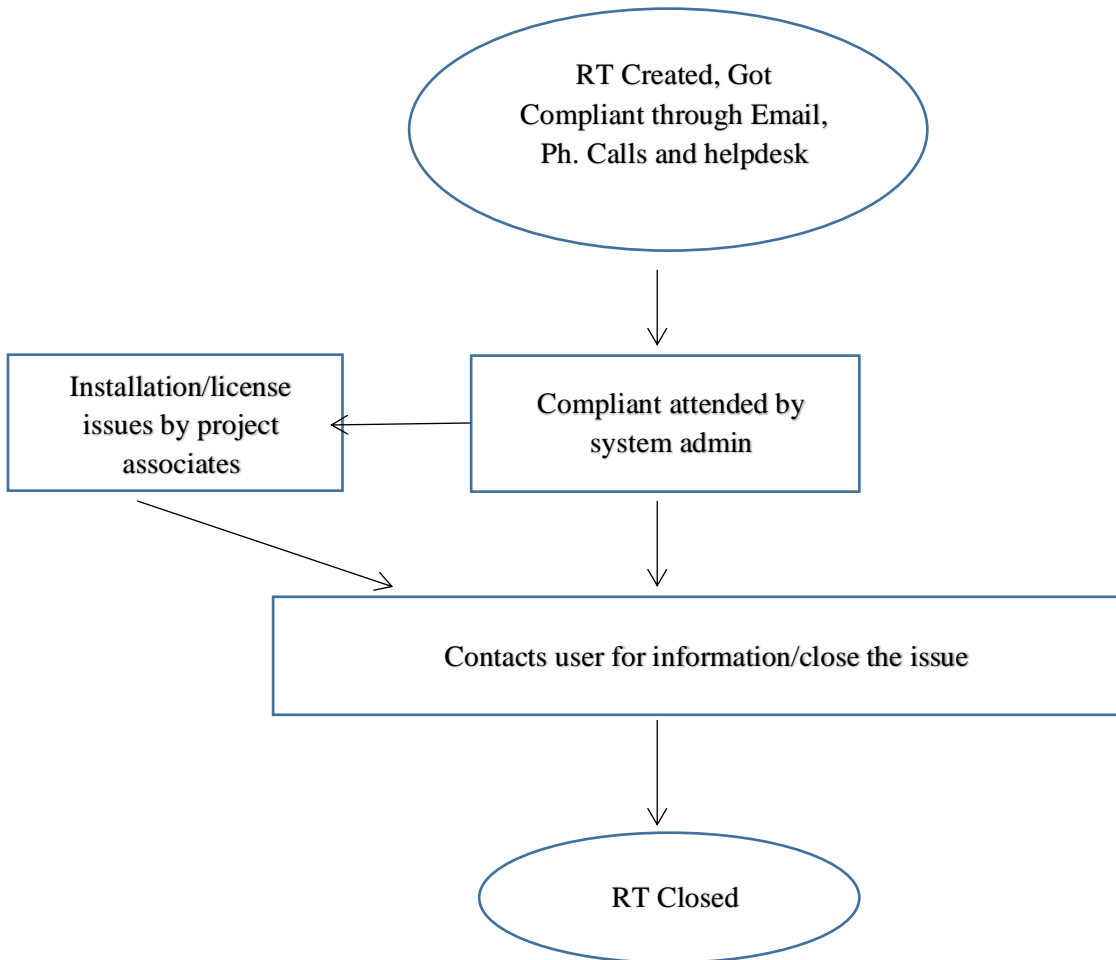 RT Created, Got
Compliant through Email,
Ph. Calls and helpdesk
Installation/license
issues by project
associates
Compliant attended by
system admin
Contacts user for information/close the issue
RT Closed